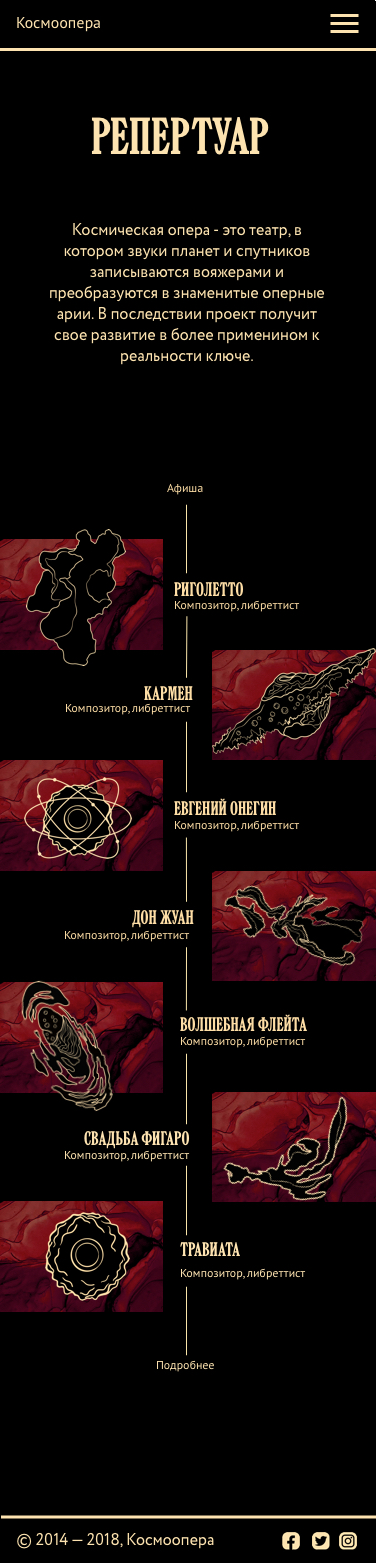 Космоопера
РЕПЕРТУАР
Космическая опера - это театр, в
котором звуки планет и спутников
записываются вояжерами и
преобразуются в знаменитые оперные
арии. В последствии проект получит
свое развитие в более применином к
реальности ключе.
Афиша
РИГОЛЕТТО
Композитор, либреттист
КАРМЕН
Композитор, либреттист
ЕВГЕНИЙ ОНЕГИН
Композитор, либреттист
ДОН ЖУАН
Композитор, либреттист
ВОЛШЕБНАЯ ФЛЕЙТА
Композитор, либреттист
СВАДЬБА ФИГАРО
Композитор, либреттист
ТРАВИАТА
Композитор, либреттист
Подробнее
© 2014 — 2018, Космоопера